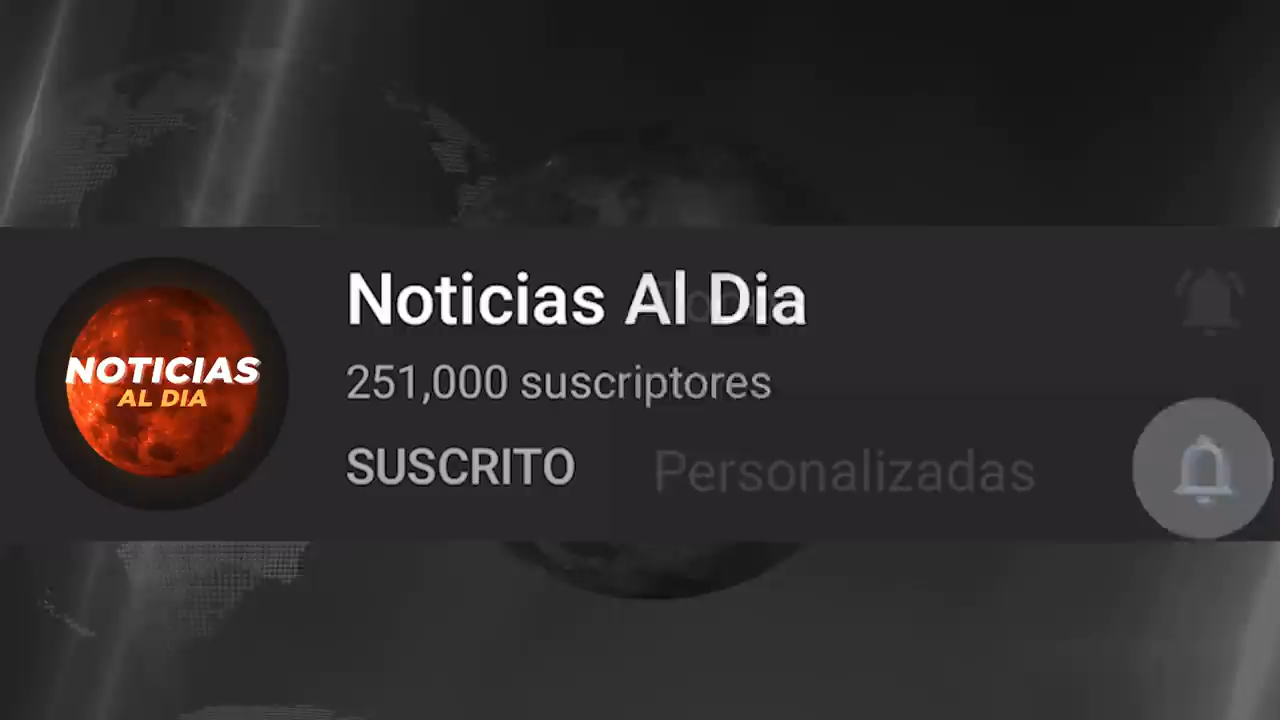 NOTICIAS
AL DIA
Noticias Al Dia
251,000 suscriptores
SUSCRITO
Personalizadas